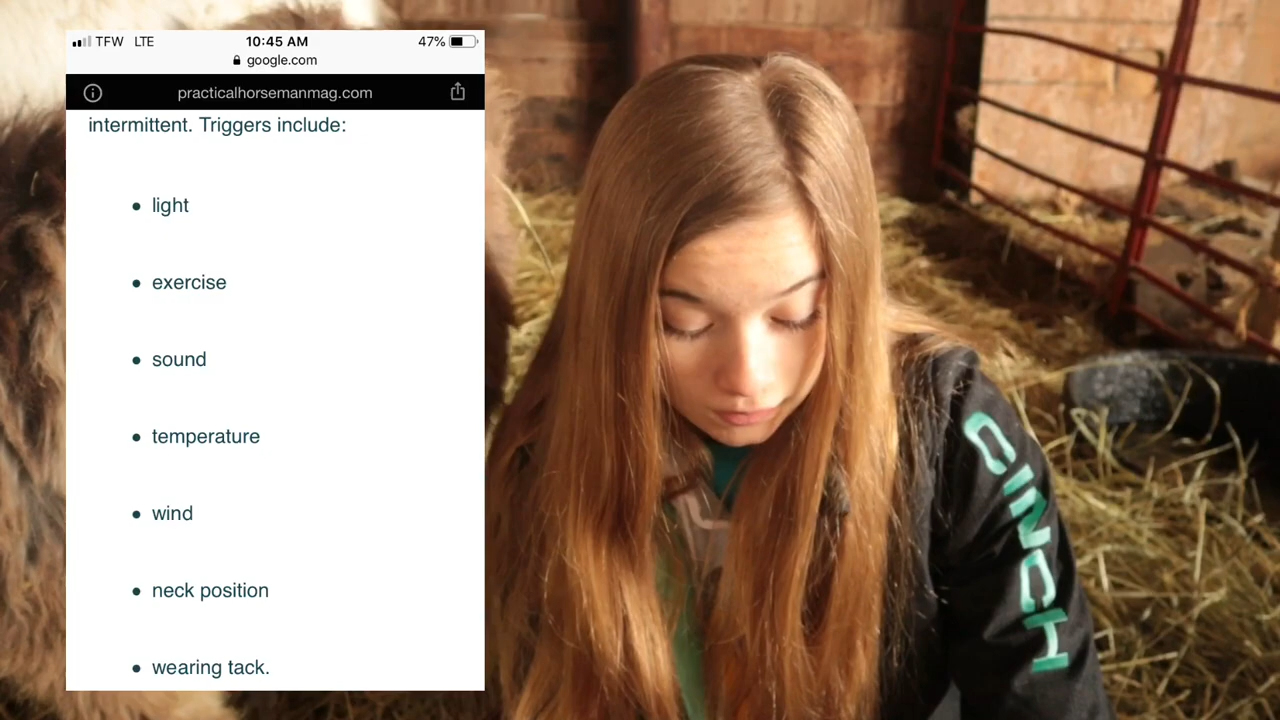 TFW LTE 10:45 AM 47%
google.com
practicalhorsemanmag.com
intermittent. Triggers include:
• light
• exercise
• sound
• temperature
• wind
• neck position
• wearing tack.
CINCH